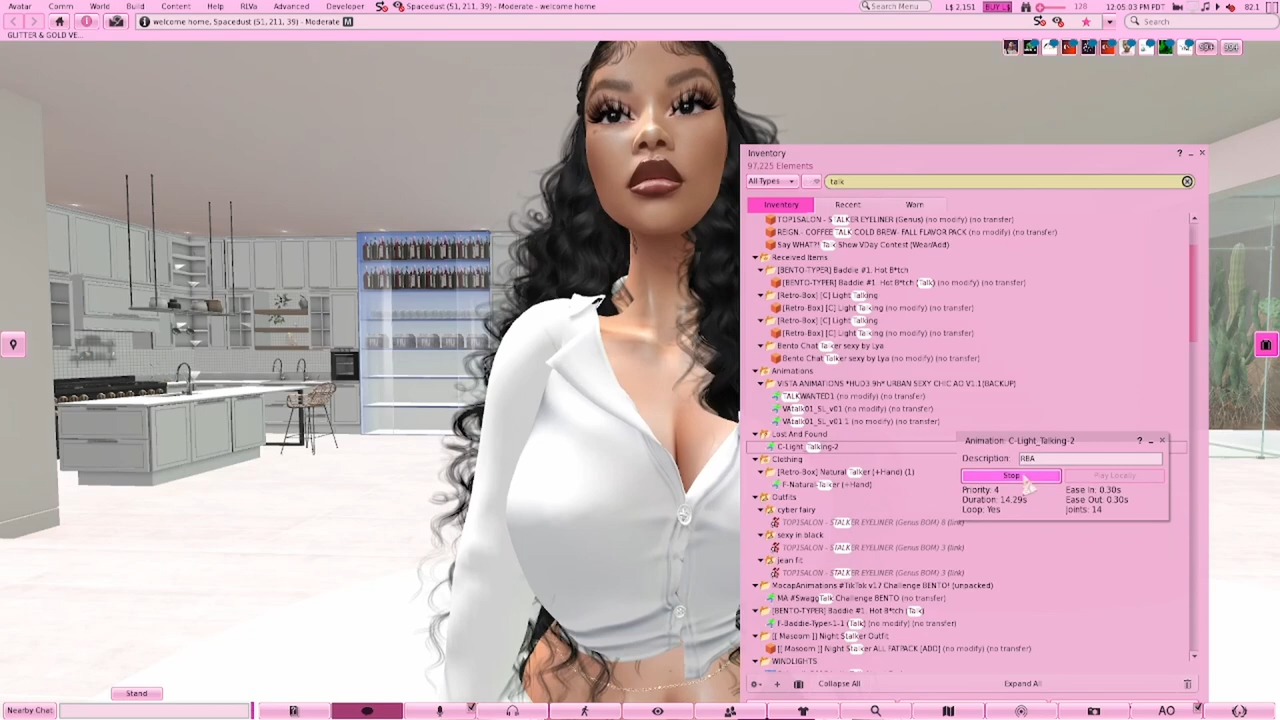 Avatar Comm World Build Content Help RLVa Advanced Developer Spacedust (51, 211, 39) - Moderate - welcome home Search Menu L$ 2,151 BUY L$ 128 12:05:03 PM PDT 82.1
welcome home, Spacedust (51, 211, 39) - Moderate M Search
GLITTER & GOLD VE...
Inventory
97,225 Elements
All Types talk
Inventory Recent Worn
TOP1SALON - STALKER EYELINER (Genus) (no modify) (no transfer)
REIGN.- COFFEE TALK COLD BREW- FALL FLAVOR PACK (no modify) (no transfer)
Say WHAT?! Talk Show VDay Contest (Wear/Add)
Received Items
[BENTO-TYPER] Baddie #1. Hot B*tch
[BENTO-TYPER] Baddie #1. Hot B*tch (Talk) (no modify) (no transfer)
[Retro-Box] [C] Light Talking
[Retro-Box] [C] Light Talking (no modify) (no transfer)
[Retro-Box] [C] Light Talking
[Retro-Box] [C] Light Talking (no modify) (no transfer)
Bento Chat Talker sexy by Lya
Bento Chat Talker sexy by Lya (no modify) (no transfer)
Animations
VISTA ANIMATIONS *HUD3 9h* URBAN SEXY CHIC AO V1.1(BACKUP)
TALKWANTED1 (no modify) (no transfer)
VAtalk01_SL_v01 (no modify) (no transfer)
VAtalk01_SL_v01 1 (no modify) (no transfer)
Lost And Found
C-Light_Talking-2
Clothing
[Retro-Box] Natural Talker (+Hand) (1)
F-Natural-Talker (+Hand)
Outfits
cyber fairy
TOP1SALON - STALKER EYELINER (Genus BOM) 8 (link)
sexy in black
TOP1SALON - STALKER EYELINER (Genus BOM) 3 (link)
jean fit
TOP1SALON - STALKER EYELINER (Genus BOM) 3 (link)
MocapAnimations #TikTok v17 Challenge BENTO! (unpacked)
MA #SwaggTalk Challenge BENTO (no transfer)
[BENTO-TYPER] Baddie #1. Hot B*tch (Talk)
F-Baddie-Typer-1-1 (Talk) (no modify) (no transfer)
[[ Masoom ]] Night Stalker Outfit
[[ Masoom ]] Night Stalker ALL FATPACK [ADD] (no modify) (no transfer)
WINDLIGHTS
Collapse All Expand All
Animation: C-Light_Talking-2
Description: RBA
Stop Play Locally
Priority: 4 Ease In: 0.30s
Duration: 14.29s Ease Out: 0.30s
Loop: Yes Joints: 14
Stand
Nearby Chat AO